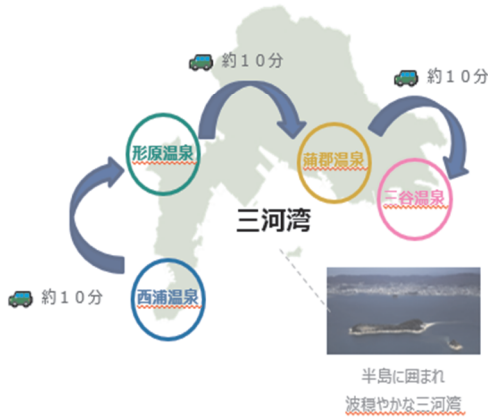 約１０分
約１０分
形原温泉
蒲郡温泉
三谷温泉
三河湾
西浦温泉
約１０分
半島に囲まれ
波穏やかな三河湾